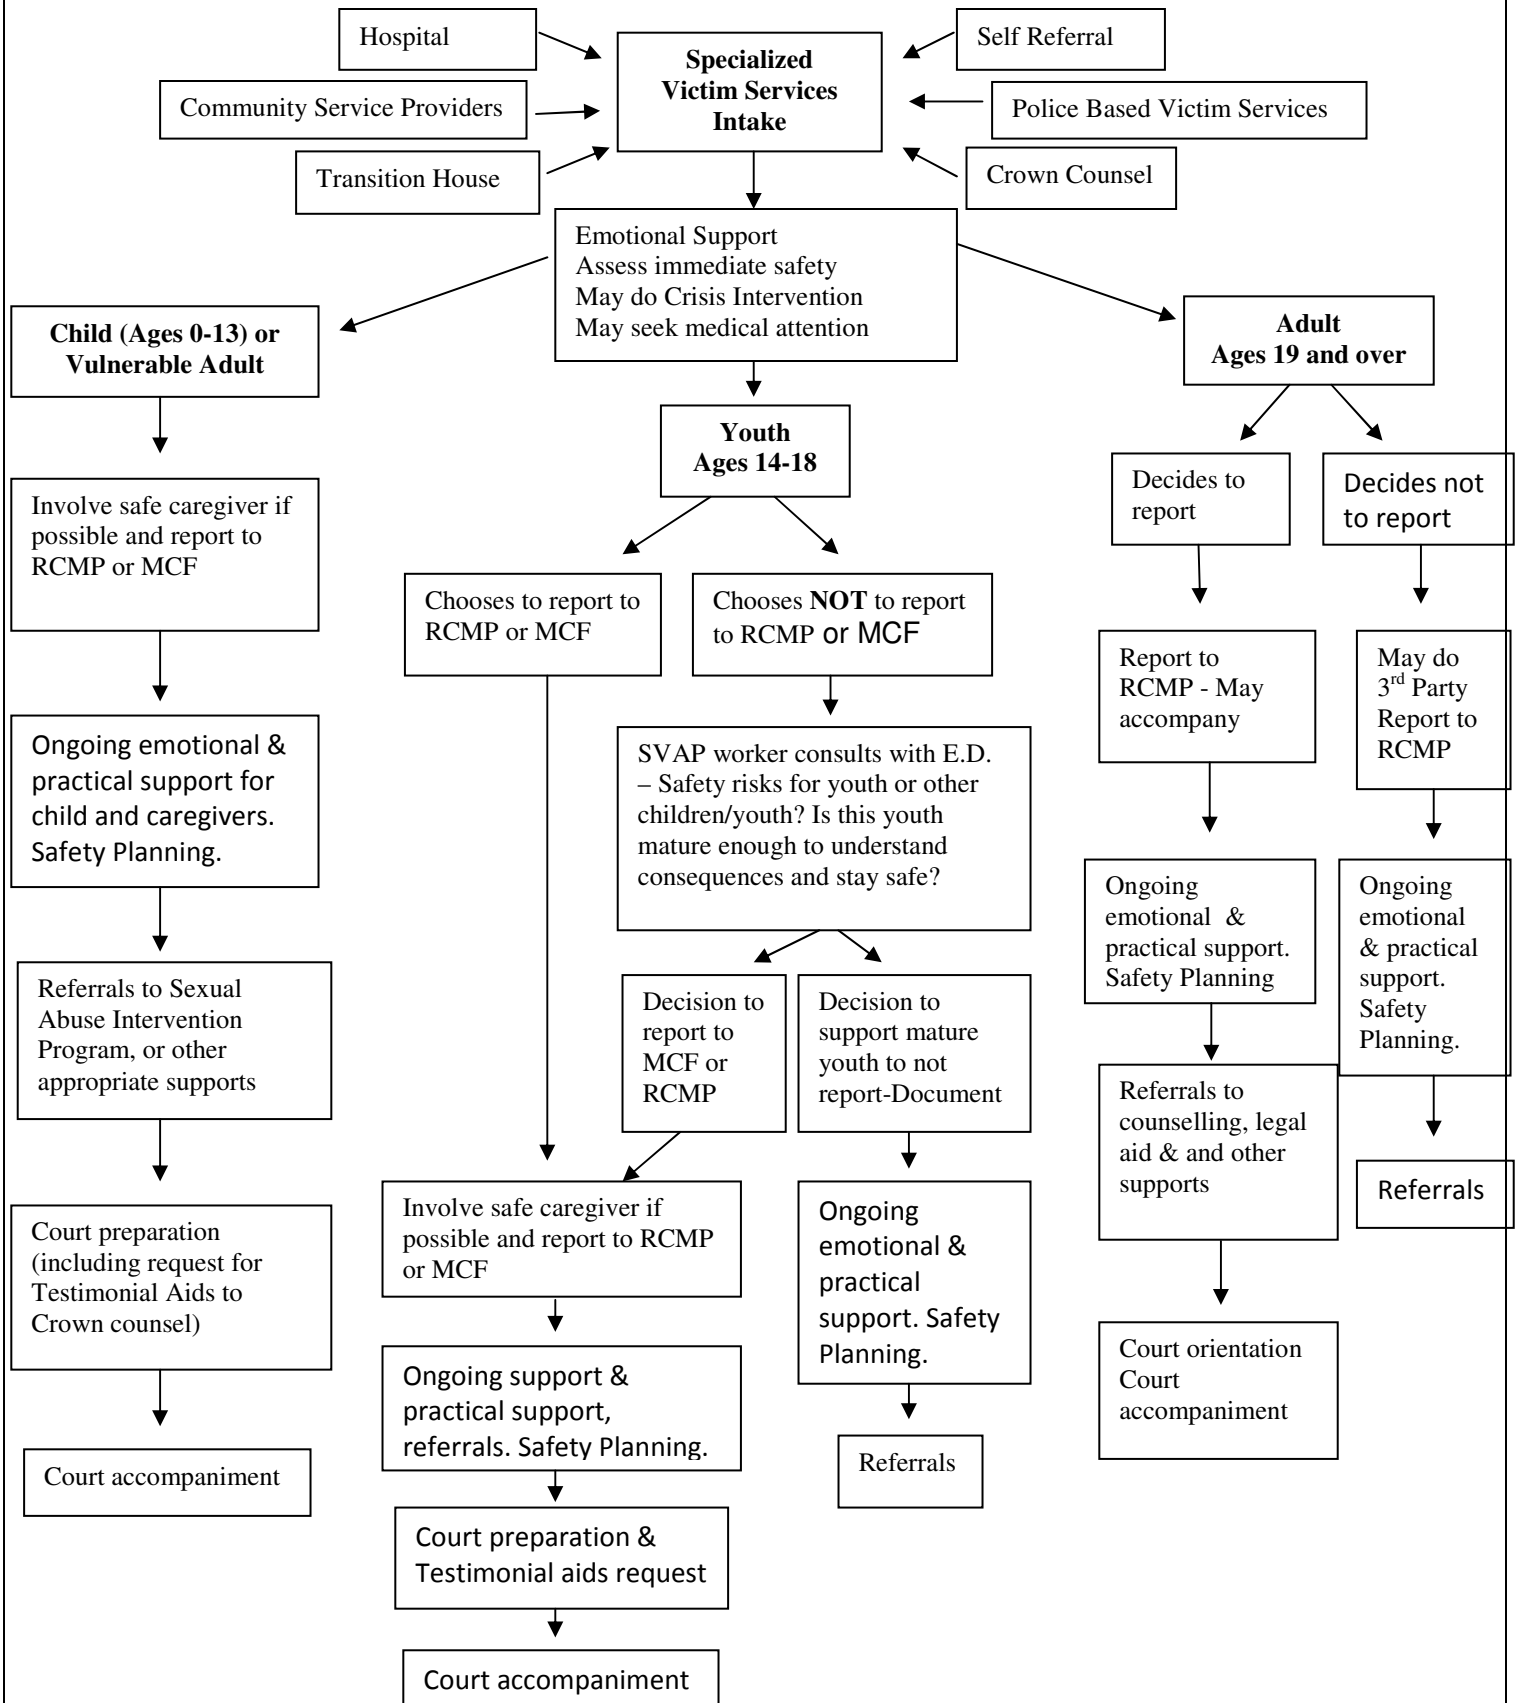 Hospital
Self Referral
Specialized
Victim Services
Intake
Community Service Providers
Police Based Victim Services
Transition House
Crown Counsel
Emotional Support
Assess immediate safety
May do Crisis Intervention
May seek medical attention
Child (Ages 0-13) or
Vulnerable Adult
Involve safe caregiver if
possible and report to
RCMP or MCF
Ongoing emotional &
practical support for
child and caregivers.
Safety Planning.
Referrals to Sexual
Abuse Intervention
Program, or other
appropriate supports
Court preparation
(including request for
Testimonial Aids to
Crown counsel)
Court accompaniment
Youth
Ages 14-18
Chooses to report to
RCMP or MCF
Chooses NOT to report
to RCMP or MCF
SVAP worker consults with E.D.
– Safety risks for youth or other
children/youth? Is this youth
mature enough to understand
consequences and stay safe?
Decision to
report to
MCF or
RCMP
Decision to
support mature
youth to not
report-Document
Involve safe caregiver if
possible and report to RCMP
or MCF
Ongoing support &
practical support,
referrals. Safety Planning.
Court preparation &
Testimonial aids request
Court accompaniment
Ongoing
emotional &
practical
support. Safety
Planning.
Referrals
Adult
Ages 19 and over
Decides to
report
Report to
RCMP - May
accompany
Ongoing
emotional &
practical support.
Safety Planning
Referrals to
counselling, legal
aid & and other
supports
Court orientation
Court
accompaniment
Decides not
to report
May do
3rd Party
Report to
RCMP
Ongoing
emotional
& practical
support.
Safety
Planning.
Referrals